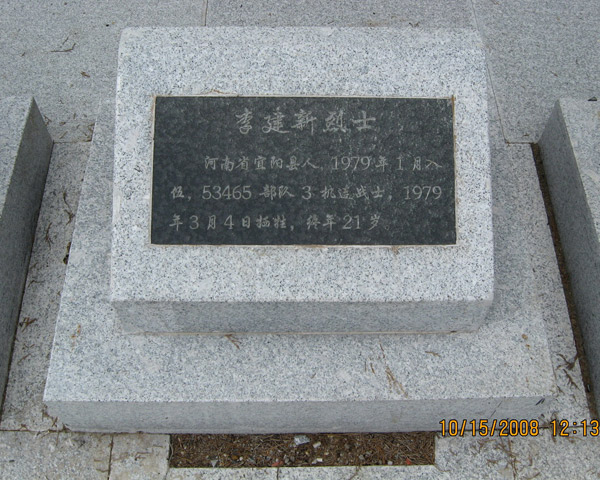 李建新烈士
河南省宜阳县人，1979年1月入
伍，53465部队3机连战士，1979
年3月4日牺牲，终年21岁
10/15/2008 12:13